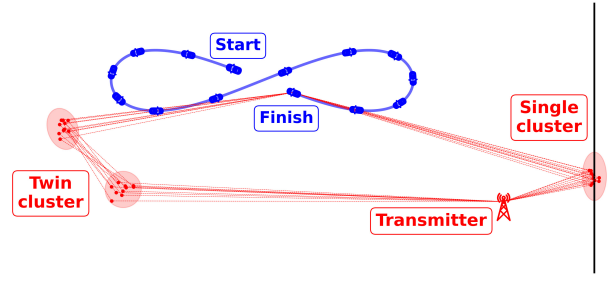 Start
Finish
Single
cluster
Twin
cluster
Transmitter